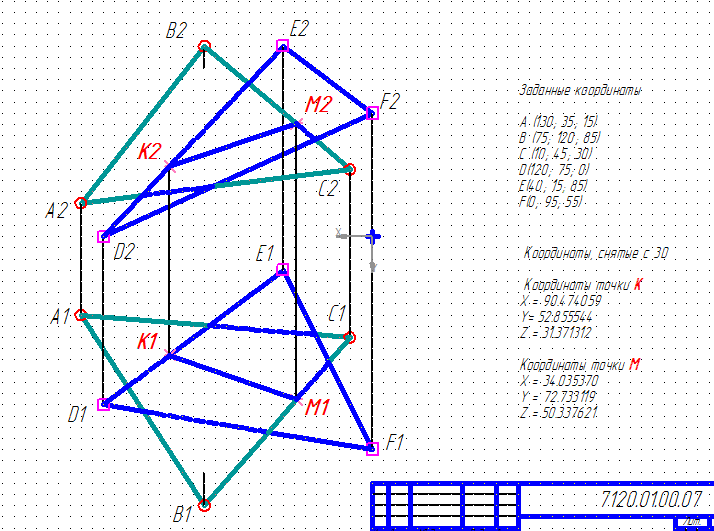 B2
E2
Заданные координаты
M2
F2
A (130; 35; 15)
B (75; 120; 85)
K2
C (10; 45; 30)
D(120; 75; 0)
C2
E(40; 15; 85)
A2
F(0; 95; 55)
X
D2
E1
Координаты, снятые с 3D
Координаты точки K
A1
C1
X = 90.474059
K1
Y= 52.855544
Z = 31.371312
Координаты точки M
X = 34.035370
D1
M1
Y = 72.733119
Z = 50.337621
F1
7.120.01.00.07
B1
Лит.